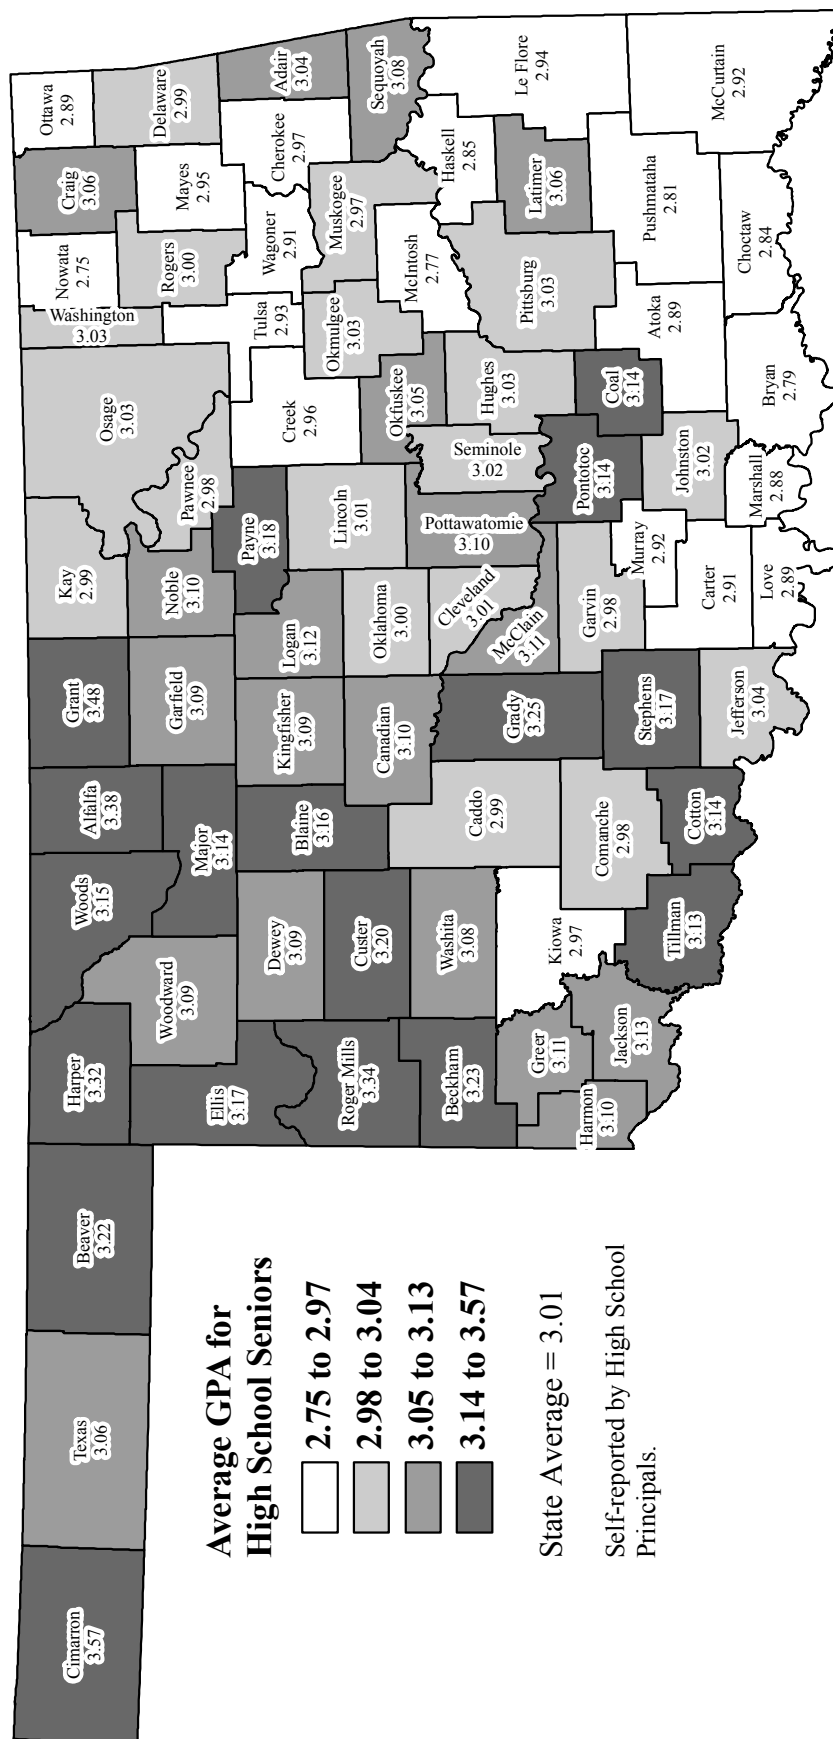 Cimarron
3.57
Texas
3.06
Beaver
3.22
Harper
3.32
Woods
3.15
Alfalfa
3.38
Grant
3.48
Kay
2.99
Osage
3.03
Washington
3.03
Nowata
2.75
Craig
3.06
Ottawa
2.89
Ellis
3.17
Woodward
3.09
Major
3.14
Garfield
3.09
Noble
3.10
Pawnee
2.98
Rogers
3.00
Mayes
2.95
Delaware
2.99
Roger Mills
3.34
Dewey
3.09
Blaine
3.16
Kingfisher
3.09
Logan
3.12
Payne
3.18
Creek
2.96
Tulsa
2.93
Wagoner
2.91
Cherokee
2.97
Adair
3.04
Beckham
3.23
Custer
3.20
Canadian
3.10
Oklahoma
3.00
Lincoln
3.01
Okfuskee
3.05
Okmulgee
3.03
Muskogee
2.97
Sequoyah
3.08
Washita
3.08
Caddo
2.99
Grady
3.25
Cleveland
3.01
McClain
3.11
Pottawatomie
3.10
Seminole
3.02
Hughes
3.03
McIntosh
2.77
Haskell
2.85
Le Flore
2.94
Harmon
3.10
Greer
3.11
Kiowa
2.97
Comanche
2.98
Garvin
2.98
Pontotoc
3.14
Coal
3.14
Pittsburg
3.03
Latimer
3.06
Jackson
3.13
Tillman
3.13
Cotton
3.14
Stephens
3.17
Murray
2.92
Johnston
3.02
Atoka
2.89
Pushmataha
2.81
McCurtain
2.92
Jefferson
3.04
Carter
2.91
Love
2.89
Marshall
2.88
Bryan
2.79
Choctaw
2.84
Average GPA for
High School Seniors
2.75 to 2.97
2.98 to 3.04
3.05 to 3.13
3.14 to 3.57
State Average = 3.01
Self-reported by High School
Principals.